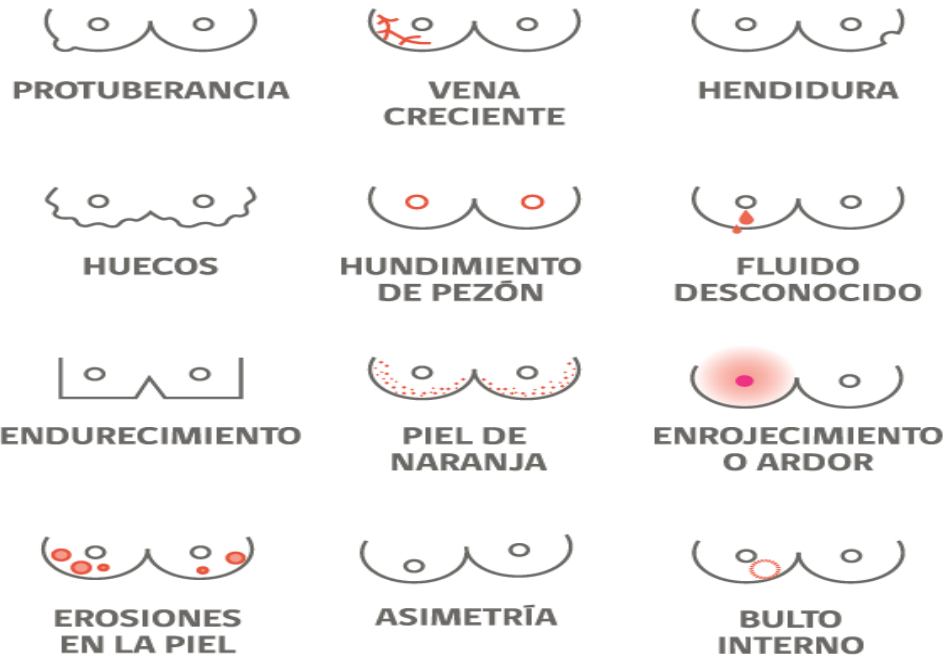 PROTUBERANCIA
VENA
CRECIENTE
HENDIDURA
HUECOS
HUNDIMIENTO
DE PEZÓN
FLUIDO
DESCONOCIDO
ENDURECIMIENTO
PIEL DE
NARANJA
ENROJECIMIENTO
O ARDOR
EROSIONES
EN LA PIEL
ASIMETRÍA
BULTO
INTERNO